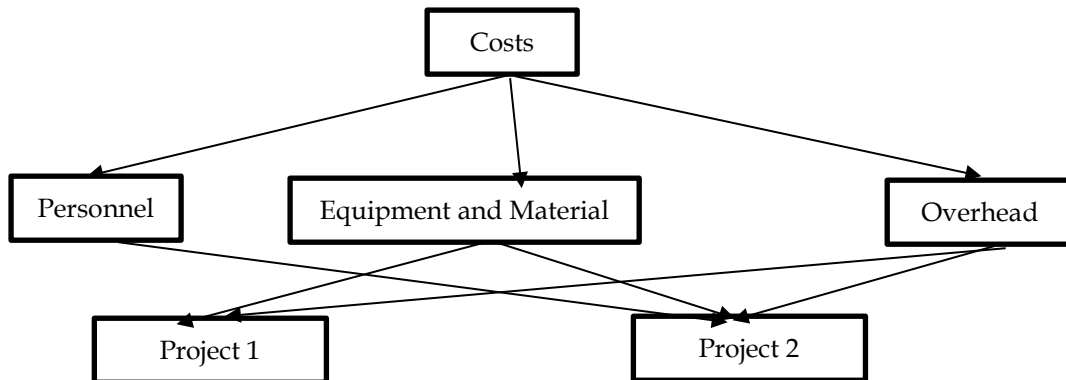 Costs
Personnel
Equipment and Material
Overhead
Project 1
Project 2